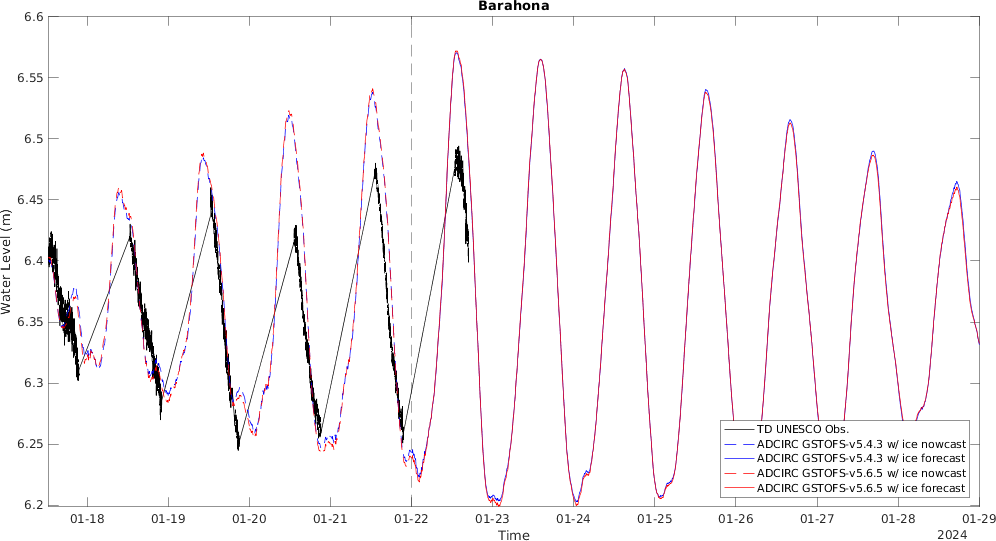 Barahona
6.6
6.55
6.5
6.45
6.4
6.35
6.3
6.25
6.2
Water Level (m)
TD UNESCO Obs.
ADCIRC GSTOFS-v5.4.3 w/ ice nowcast
ADCIRC GSTOFS-v5.4.3 w/ ice forecast
ADCIRC GSTOFS-v5.6.5 w/ ice nowcast
ADCIRC GSTOFS-v5.6.5 w/ ice forecast
01-18 01-19 01-20 01-21 01-22 01-23 01-24 01-25 01-26 01-27 01-28 01-29
Time
2024